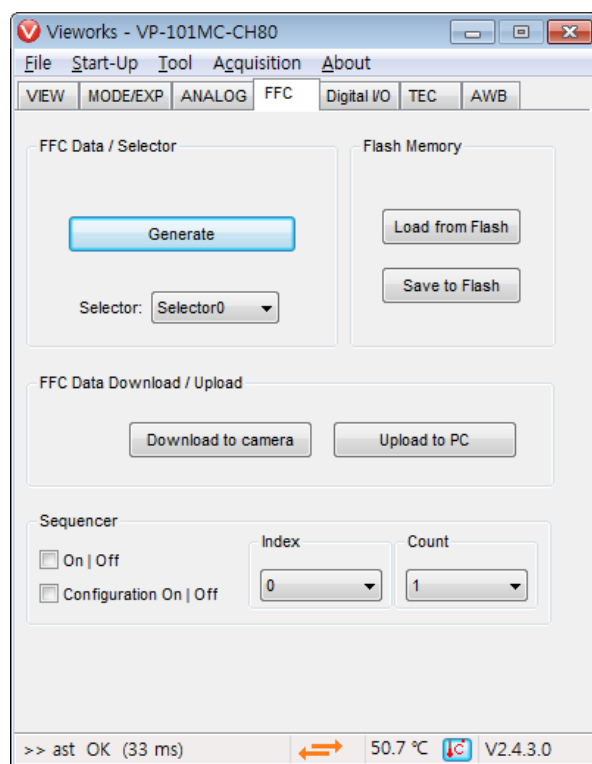 Vieworks - VP-101MC-CH80
File Start-Up Tool Acquisition About
VIEW MODE/EXP ANALOG FFC Digital I/O TEC AWB
FFC Data / Selector
Generate
Selector: Selector0
Flash Memory
Load from Flash
Save to Flash
FFC Data Download / Upload
Download to camera Upload to PC
Sequencer
On | Off
Configuration On | Off
Index
0
Count
1
>> ast OK (33 ms) 50.7 ℃ V2.4.3.0